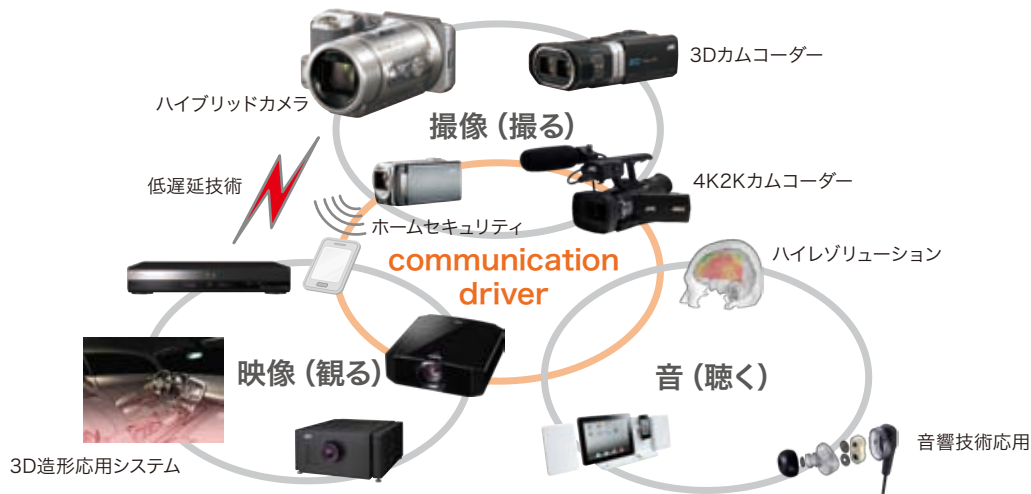 3Dカムコーダー
ハイブリッドカメラ
撮像（撮る）
低遅延技術
4K2Kカムコーダー
ホームセキュリティ
communication
driver
ハイレゾリューション
映像（観る）
音（聴く）
音響技術応用
3D造形応用システム